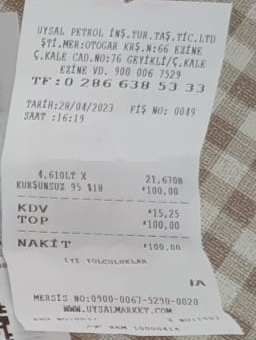 UYSAL PETROL İNŞ.TUR.TAŞ.TİC.LTD
ŞTİ.MER:OTOGAR KRŞ.N:66 EZİNE
Ç.KALE CAD.NO:76 GEYİKLİ/Ç.KALE
EZİNE VD. 900 006 7529
TF:0 286 638 53 33
TARİH:28/04/2023 FİŞ NO: 0049
SAAT :16:19
4,610LT X 21,6708
KURŞUNSUZ 95 %18 *100,00
KDV *15,25
TOP *100,00
NAKİT *100,00
İYİ YOLCULUKLAR
MERSİS NO:0900-0067-5290-0020
WWW.UYSALMARKET.COM